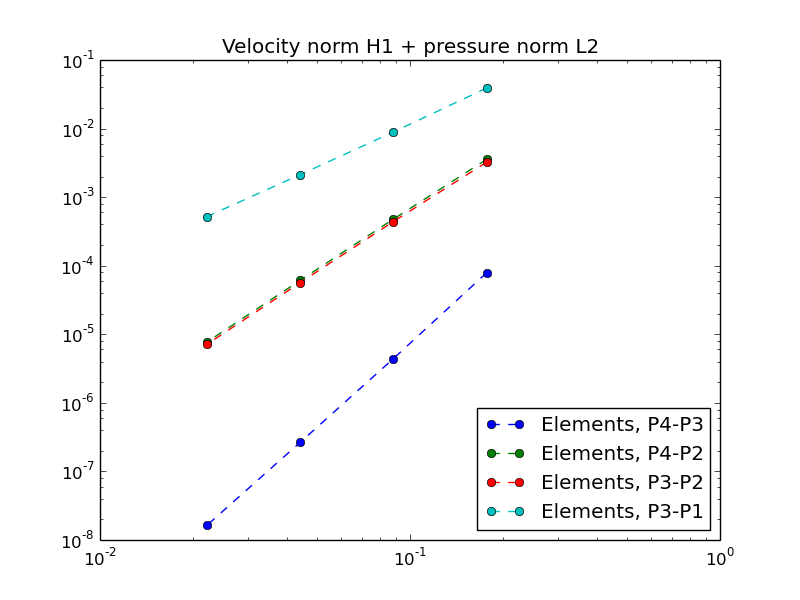 Velocity norm H1 + pressure norm L2
10^-1
10^-2
10^-3
10^-4
10^-5
10^-6
10^-7
10^-8
10^-2
10^-1
10^0
Elements, P4-P3
Elements, P4-P2
Elements, P3-P2
Elements, P3-P1